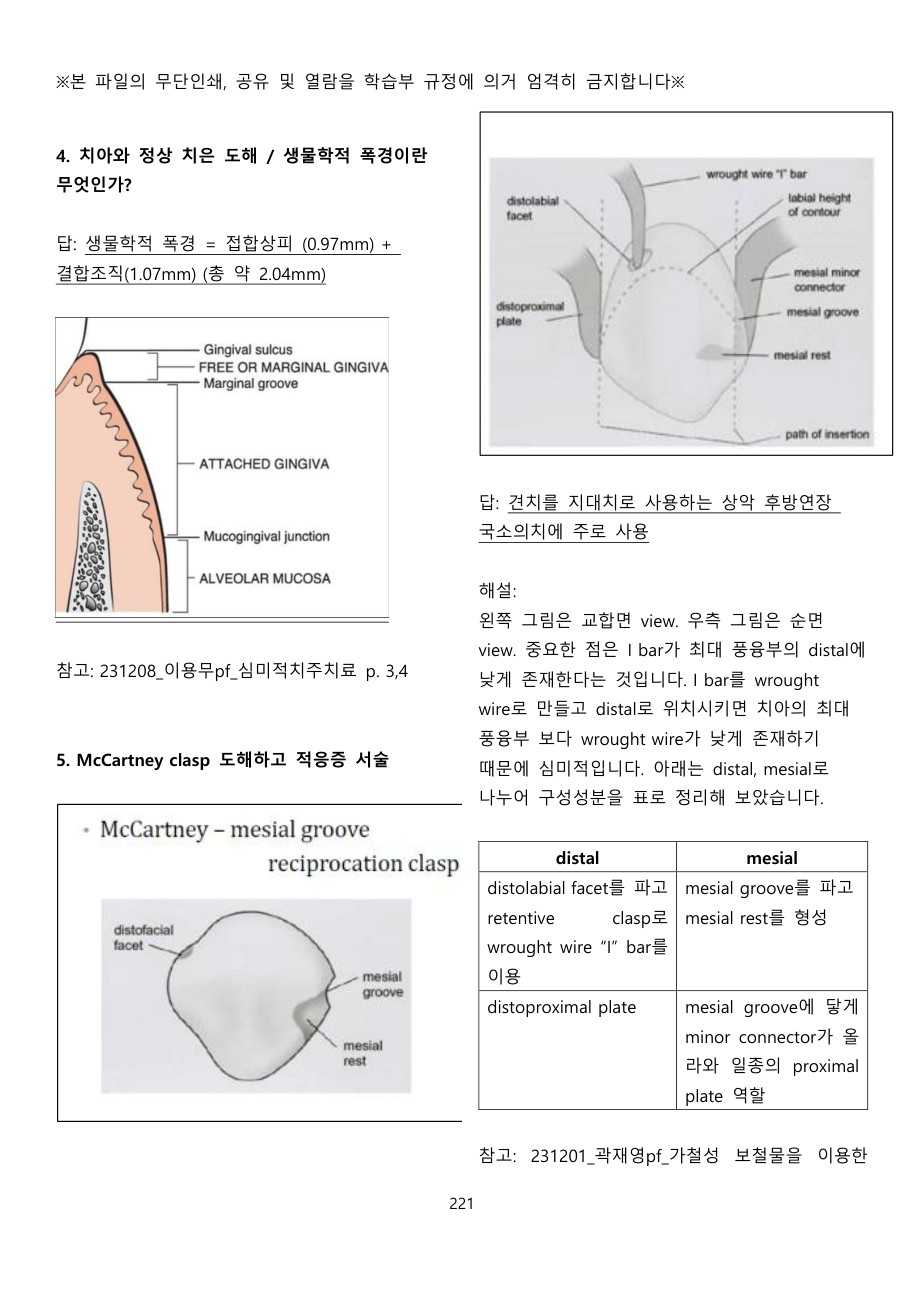 ※본 파일의 무단인쇄, 공유 및 열람을 학습부 규정에 의거 엄격히 금지합니다※
4. 치아와 정상 치은 도해 / 생물학적 폭경이란
무엇인가?
답: 생물학적 폭경 = 접합상피 (0.97mm) +
결합조직(1.07mm) (총 약 2.04mm)
Gingival sulcus
FREE OR MARGINAL GINGIVA
Marginal groove
ATTACHED GINGIVA
Mucogingival junction
ALVEOLAR MUCOSA
참고: 231208_이용무pf_심미적치주치료 p. 3,4
5. McCartney clasp 도해하고 적응증 서술
• McCartney – mesial groove
reciprocation clasp
distofacial
facet
mesial
groove
mesial
rest
wrought wire “I” bar
distolabial
facet
labial height
of contour
mesial minor
connector
distoproximal
plate
mesial groove
mesial rest
path of insertion
답: 견치를 지대치로 사용하는 상악 후방연장
국소의치에 주로 사용
해설:
왼쪽 그림은 교합면 view. 우측 그림은 순면
view. 중요한 점은 I bar가 최대 풍융부의 distal에
낮게 존재한다는 것입니다. I bar를 wrought
wire로 만들고 distal로 위치시키면 치아의 최대
풍융부 보다 wrought wire가 낮게 존재하기
때문에 심미적입니다. 아래는 distal, mesial로
나누어 구성성분을 표로 정리해 보았습니다.
distal mesial
distolabial facet를 파고 mesial groove를 파고
retentive clasp로 mesial rest를 형성
wrought wire “I” bar를
이용
distoproximal plate mesial groove에 닿게
minor connector가 올
라와 일종의 proximal
plate 역할
참고: 231201_곽재영pf_가철성 보철물을 이용한
221